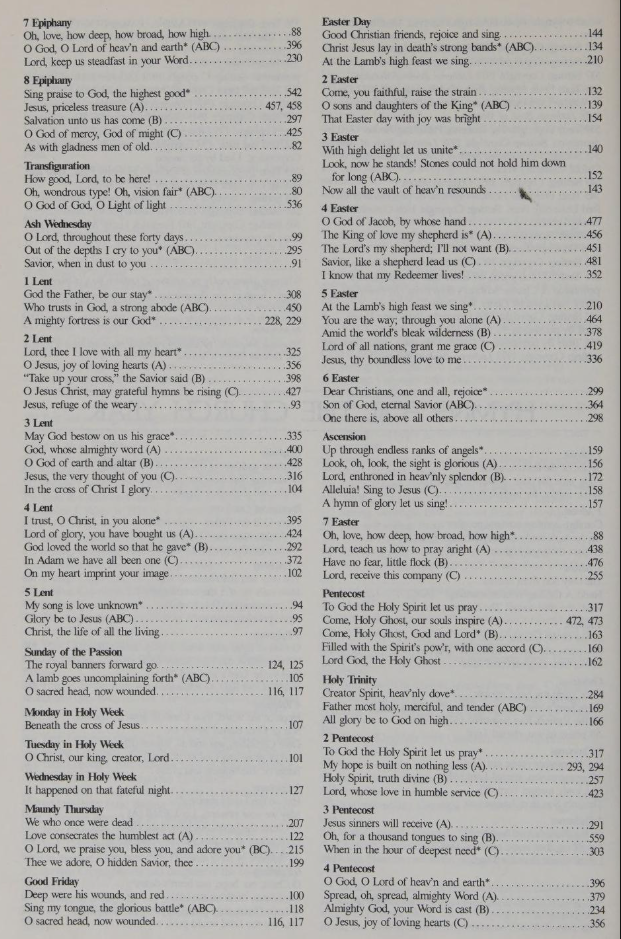 7 Epiphany
Oh, love, how deep, how broad, how high.....88
O God, O Lord of heav'n and earth* (ABC).....396
Lord, keep us steadfast in your Word.....230
8 Epiphany
Sing praise to God, the highest good*.....542
Jesus, priceless treasure (A).....457, 458
Salvation unto us has come (B).....297
O God of mercy, God of might (C).....425
As with gladness men of old.....82
Transfiguration
How good, Lord, to be here!.....89
Oh, wondrous type! Oh, vision fair* (ABC).....80
O God of God, O Light of light.....536
Ash Wednesday
O Lord, throughout these forty days.....99
Out of the depths I cry to you* (ABC).....295
Savior, when in dust to you.....91
1 Lent
God the Father, be our stay*.....308
Who trusts in God, a strong abode (ABC).....450
A mighty fortress is our God*.....228, 229
2 Lent
Lord, thee I love with all my heart*.....325
O Jesus, joy of loving hearts (A).....356
"Take up your cross," the Savior said (B).....398
O Jesus Christ, may grateful hymns be rising (C).....427
Jesus, refuge of the weary.....93
3 Lent
May God bestow on us his grace*.....335
God, whose almighty word (A).....400
O God of earth and altar (B).....428
Jesus, the very thought of you (C).....316
In the cross of Christ I glory.....104
4 Lent
I trust, O Christ, in you alone*.....395
Lord of glory, you have bought us (A).....424
God loved the world so that he gave* (B).....292
In Adam we have all been one (C).....372
On my heart imprint your image.....102
5 Lent
My song is love unknown*.....94
Glory be to Jesus (ABC).....95
Christ, the life of all the living.....97
Sunday of the Passion
The royal banners forward go.....124, 125
A lamb goes uncomplaining forth* (ABC).....105
O sacred head, now wounded.....116, 117
Monday in Holy Week
Beneath the cross of Jesus.....107
Tuesday in Holy Week
O Christ, our king, creator, Lord.....101
Wednesday in Holy Week
It happened on that fateful night.....127
Maundy Thursday
We who once were dead.....207
Love consecrates the humblest act (A).....122
O Lord, we praise you, bless you, and adore you* (BC).....215
Thee we adore, O hidden Savior, thee.....199
Good Friday
Deep were his wounds, and red.....100
Sing my tongue, the glorious battle* (ABC).....118
O sacred head, now wounded.....116, 117
Easter Day
Good Christian friends, rejoice and sing.....144
Christ Jesus lay in death's strong bands* (ABC).....134
At the Lamb's high feast we sing.....210
2 Easter
Come, you faithful, raise the strain.....132
O sons and daughters of the King* (ABC).....139
That Easter day with joy was bright.....154
3 Easter
With high delight let us unite*.....140
Look, now he stands! Stones could not hold him down
for long (ABC).....152
Now all the vault of heav'n resounds.....143
4 Easter
O God of Jacob, by whose hand.....477
The King of love my shepherd is* (A).....456
The Lord's my shepherd; I'll not want (B).....451
Savior, like a shepherd lead us (C).....481
I know that my Redeemer lives!.....352
5 Easter
At the Lamb's high feast we sing*.....210
You are the way; through you alone (A).....464
Amid the world's bleak wilderness (B).....378
Lord of all nations, grant me grace (C).....419
Jesus, thy boundless love to me.....336
6 Easter
Dear Christians, one and all, rejoice*.....299
Son of God, eternal Savior (ABC).....364
One there is, above all others.....298
Ascension
Up through endless ranks of angels*.....159
Look, oh, look, the sight is glorious (A).....156
Lord, enthroned in heav'nly splendor (B).....172
Alleluia! Sing to Jesus (C).....158
A hymn of glory let us sing!.....157
7 Easter
Oh, love, how deep, how broad, how high*.....88
Lord, teach us how to pray aright (A).....438
Have no fear, little flock (B).....476
Lord, receive this company (C).....255
Pentecost
To God the Holy Spirit let us pray.....317
Come, Holy Ghost, our souls inspire (A).....472, 473
Come, Holy Ghost, God and Lord* (B).....163
Filled with the Spirit's pow'r, with one accord (C).....160
Lord God, the Holy Ghost.....162
Holy Trinity
Creator Spirit, heav'nly dove*.....284
Father most holy, merciful, and tender (ABC).....169
All glory be to God on high.....166
2 Pentecost
To God the Holy Spirit let us pray*.....317
My hope is built on nothing less (A).....293, 294
Holy Spirit, truth divine (B).....257
Lord, whose love in humble service (C).....423
3 Pentecost
Jesus sinners will receive (A).....291
Oh, for a thousand tongues to sing (B).....559
When in the hour of deepest need* (C).....303
4 Pentecost
O God, O Lord of heav'n and earth*.....396
Spread, oh, spread, almighty Word (A).....379
Almighty God, your Word is cast (B).....234
O Jesus, joy of loving hearts (C).....356